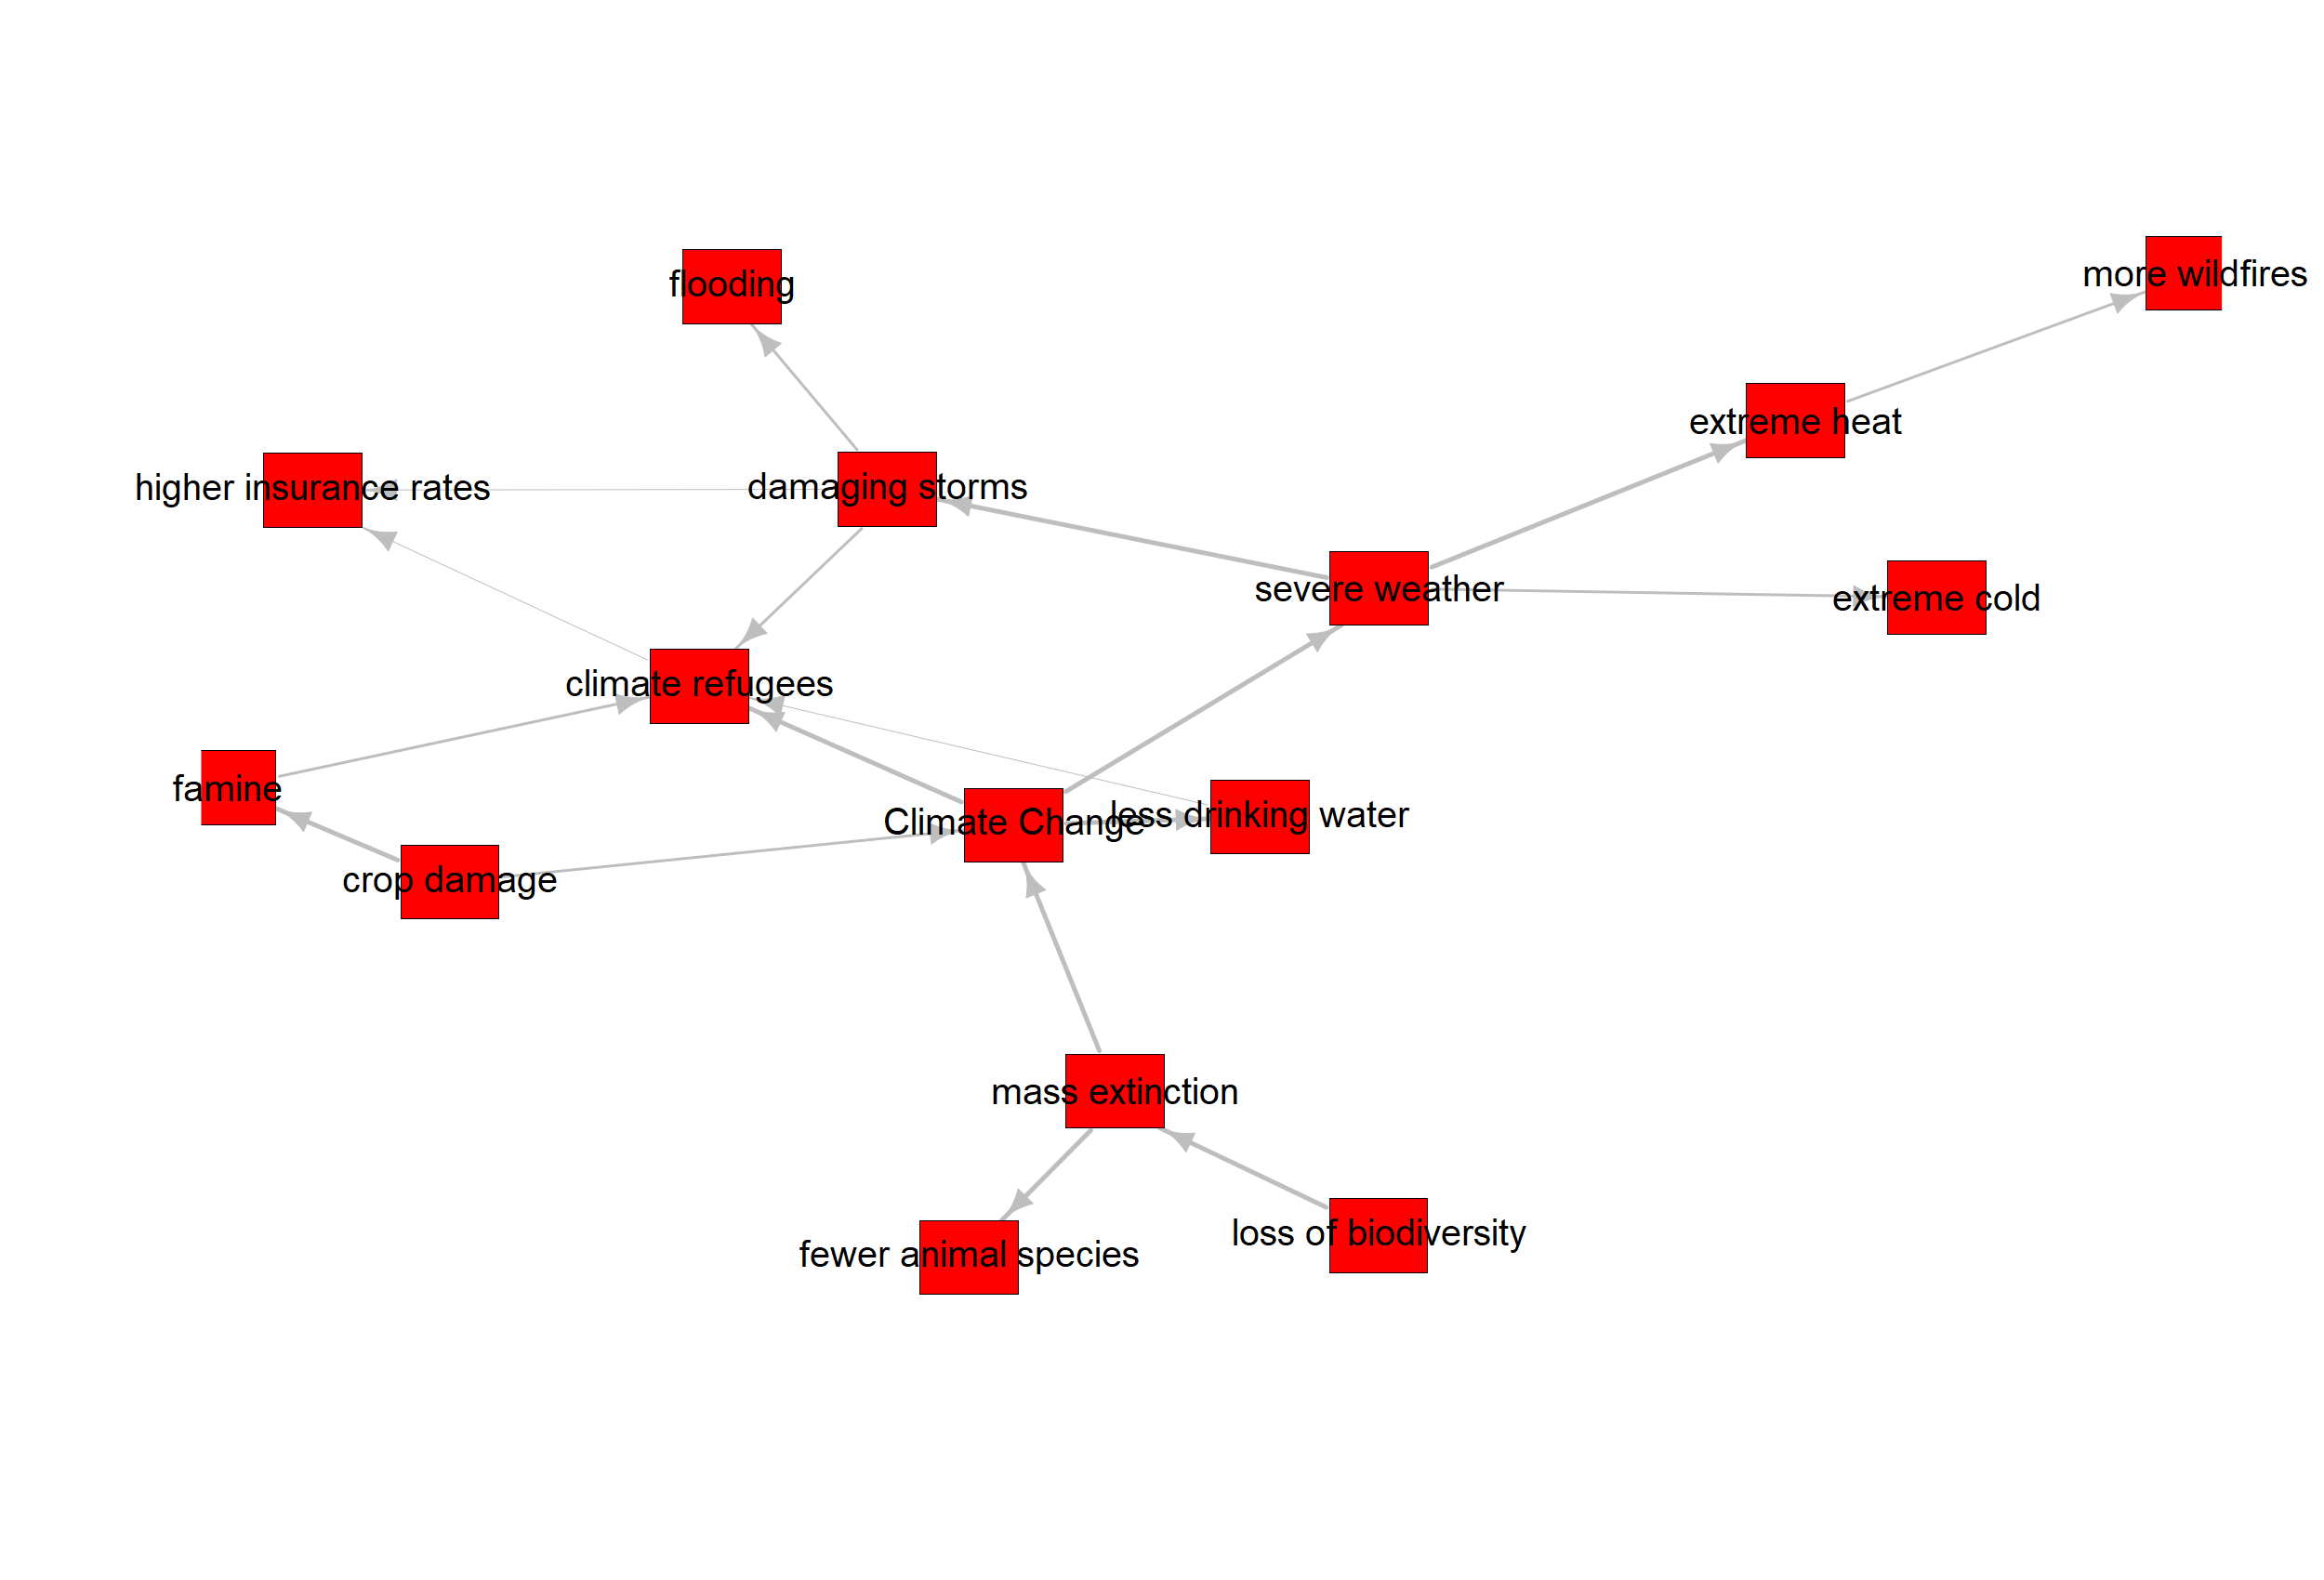 more wildfires
flooding
extreme heat
higher insurance rates
damaging storms
severe weather
extreme cold
climate refugees
famine
Climate Change
less drinking water
crop damage
mass extinction
loss of biodiversity
fewer animal species